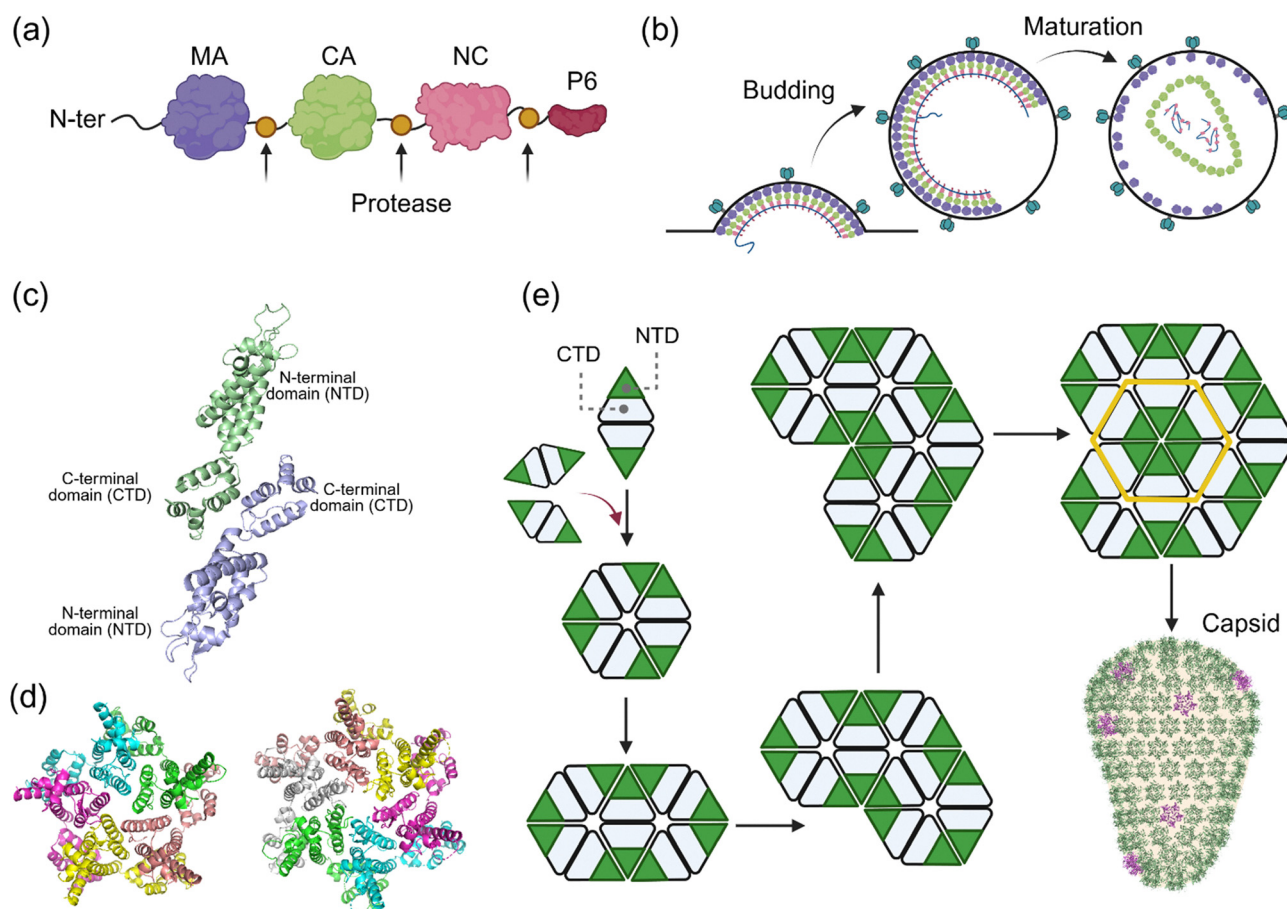 (a)
MA
CA
NC
P6
N-ter
Protease
(b)
Budding
Maturation
(c)
N-terminal
domain (NTD)
C-terminal
domain (CTD)
C-terminal
domain (CTD)
N-terminal
domain (NTD)
(d)
(e)
NTD
CTD
Capsid